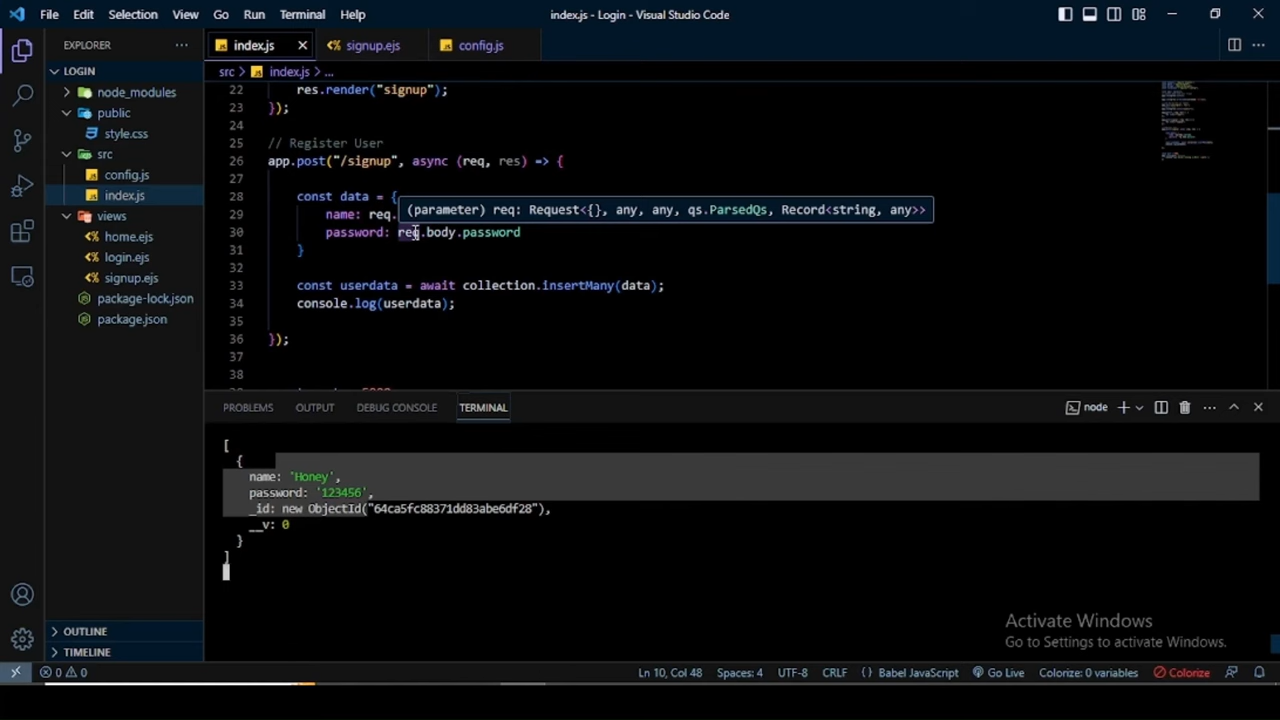 File Edit Selection View Go Run Terminal Help
index.js - Login - Visual Studio Code
EXPLORER
LOGIN
node_modules
public
style.css
src
config.js
index.js
views
home.ejs
login.ejs
signup.ejs
package-lock.json
package.json
OUTLINE
TIMELINE
index.js signup.ejs config.js
src > index.js > ...
22 res.render("signup");
23 });
24
25 // Register User
26 app.post("/signup", async (req, res) => {
27
28 const data = {
(parameter) req: Request<{}, any, any, qs.ParsedQs, Record<string, any>>
29 name: req.
30 password: req.body.password
31 }
32
33 const userdata = await collection.insertMany(data);
34 console.log(userdata);
35
36 });
37
38
PROBLEMS OUTPUT DEBUG CONSOLE TERMINAL
node
[
{
name: 'Honey',
password: '123456',
_id: new ObjectId("64ca5fc88371dd83abe6df28"),
__v: 0
}
]
Activate Windows
Go to Settings to activate Windows.
0 0 Ln 10, Col 48 Spaces: 4 UTF-8 CRLF {} Babel JavaScript Go Live Colorize: 0 variables Colorize